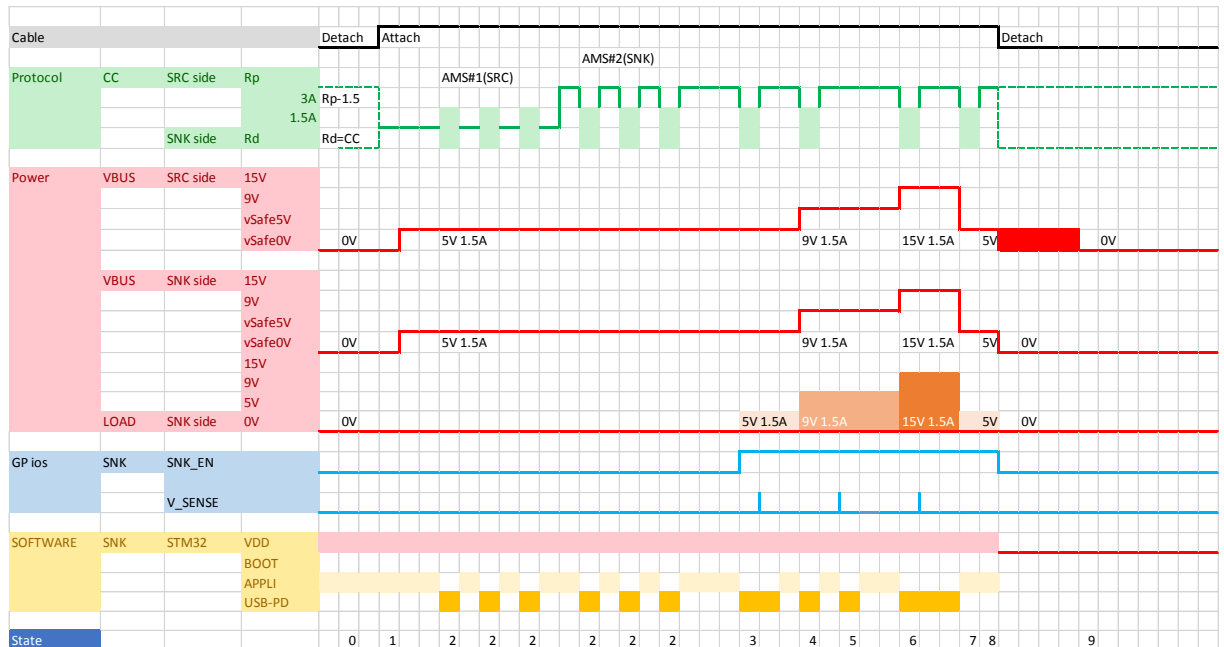 Cable Detach Attach Detach
AMS#2(SNK)
Protocol CC SRC side Rp AMS#1(SRC)
3A Rp-1.5
1.5A
SNK side Rd Rd=CC
Power VBUS SRC side 15V
9V
vSafe5V
vSafe0V 0V 5V 1.5A 9V 1.5A 15V 1.5A 5V 0V
VBUS SNK side 15V
9V
vSafe5V
vSafe0V 0V 5V 1.5A 9V 1.5A 15V 1.5A 5V 0V
15V
9V
5V
LOAD SNK side 0V 0V 5V 1.5A 9V 1.5A 15V 1.5A 5V 0V
GP ios SNK SNK_EN
V_SENSE
SOFTWARE SNK STM32 VDD
BOOT
APPLI
USB-PD
State 0 1 2 2 2 2 2 2 3 4 5 6 7 8 9